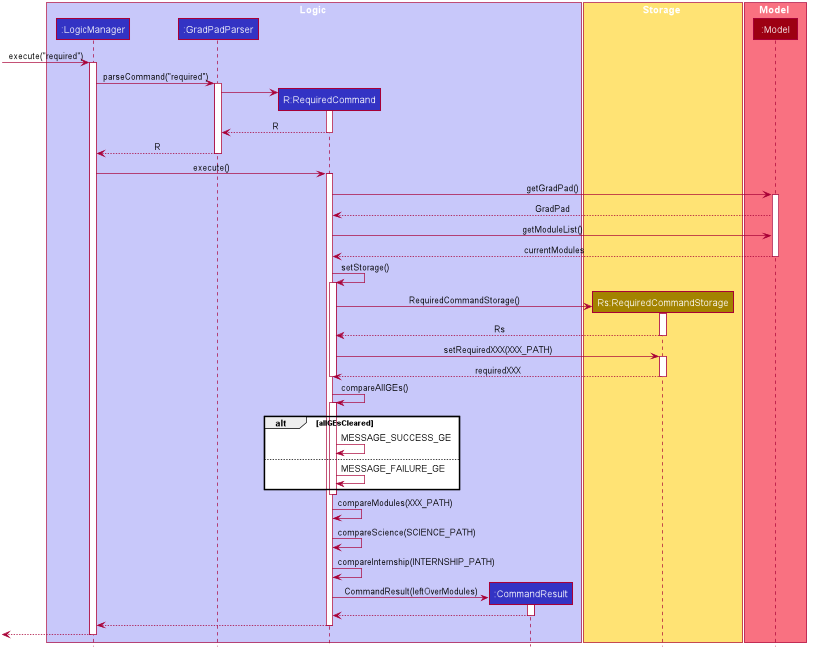 Logic
Storage
Model
:LogicManager
:GradPadParser
:Model
execute("required")
parseCommand("required")
R:RequiredCommand
R
R
execute()
getGradPad()
GradPad
getModuleList()
currentModules
setStorage()
RequiredCommandStorage()
Rs:RequiredCommandStorage
Rs
setRequiredXXX(XXX_PATH)
requiredXXX
compareAllGEs()
alt
[allGEsCleared]
MESSAGE_SUCCESS_GE
MESSAGE_FAILURE_GE
compareModules(XXX_PATH)
compareScience(SCIENCE_PATH)
compareInternship(INTERNSHIP_PATH)
CommandResult(leftOverModules)
:CommandResult